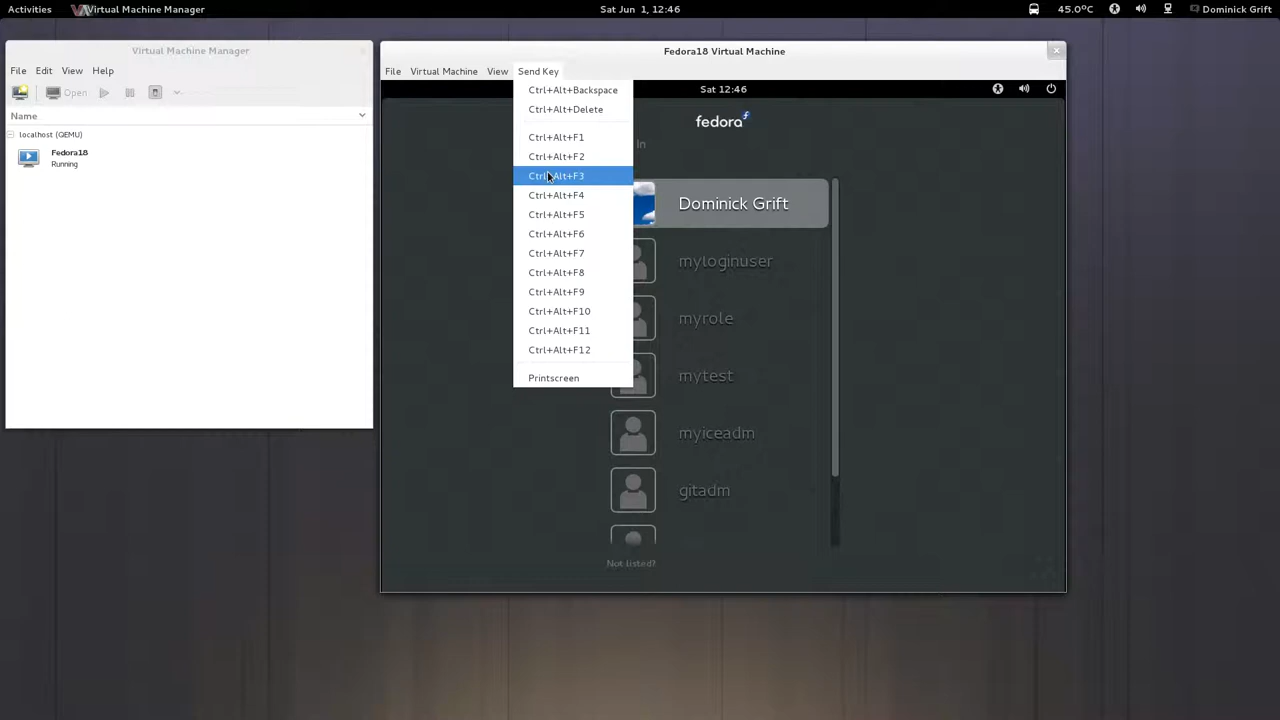 Activities
Virtual Machine Manager
Sat Jun 1, 12:46
45.0°C
Dominick Grift
Virtual Machine Manager
File Edit View Help
Open
Name
localhost (QEMU)
Fedora18
Running
Fedora18 Virtual Machine
File Virtual Machine View Send Key
Sat 12:46
fedora
In
Ctrl+Alt+Backspace
Ctrl+Alt+Delete
Ctrl+Alt+F1
Ctrl+Alt+F2
Ctrl+Alt+F3
Ctrl+Alt+F4
Ctrl+Alt+F5
Ctrl+Alt+F6
Ctrl+Alt+F7
Ctrl+Alt+F8
Ctrl+Alt+F9
Ctrl+Alt+F10
Ctrl+Alt+F11
Ctrl+Alt+F12
Printscreen
Dominick Grift
myloginuser
myrole
mytest
myiceadm
gitadm
Not listed?